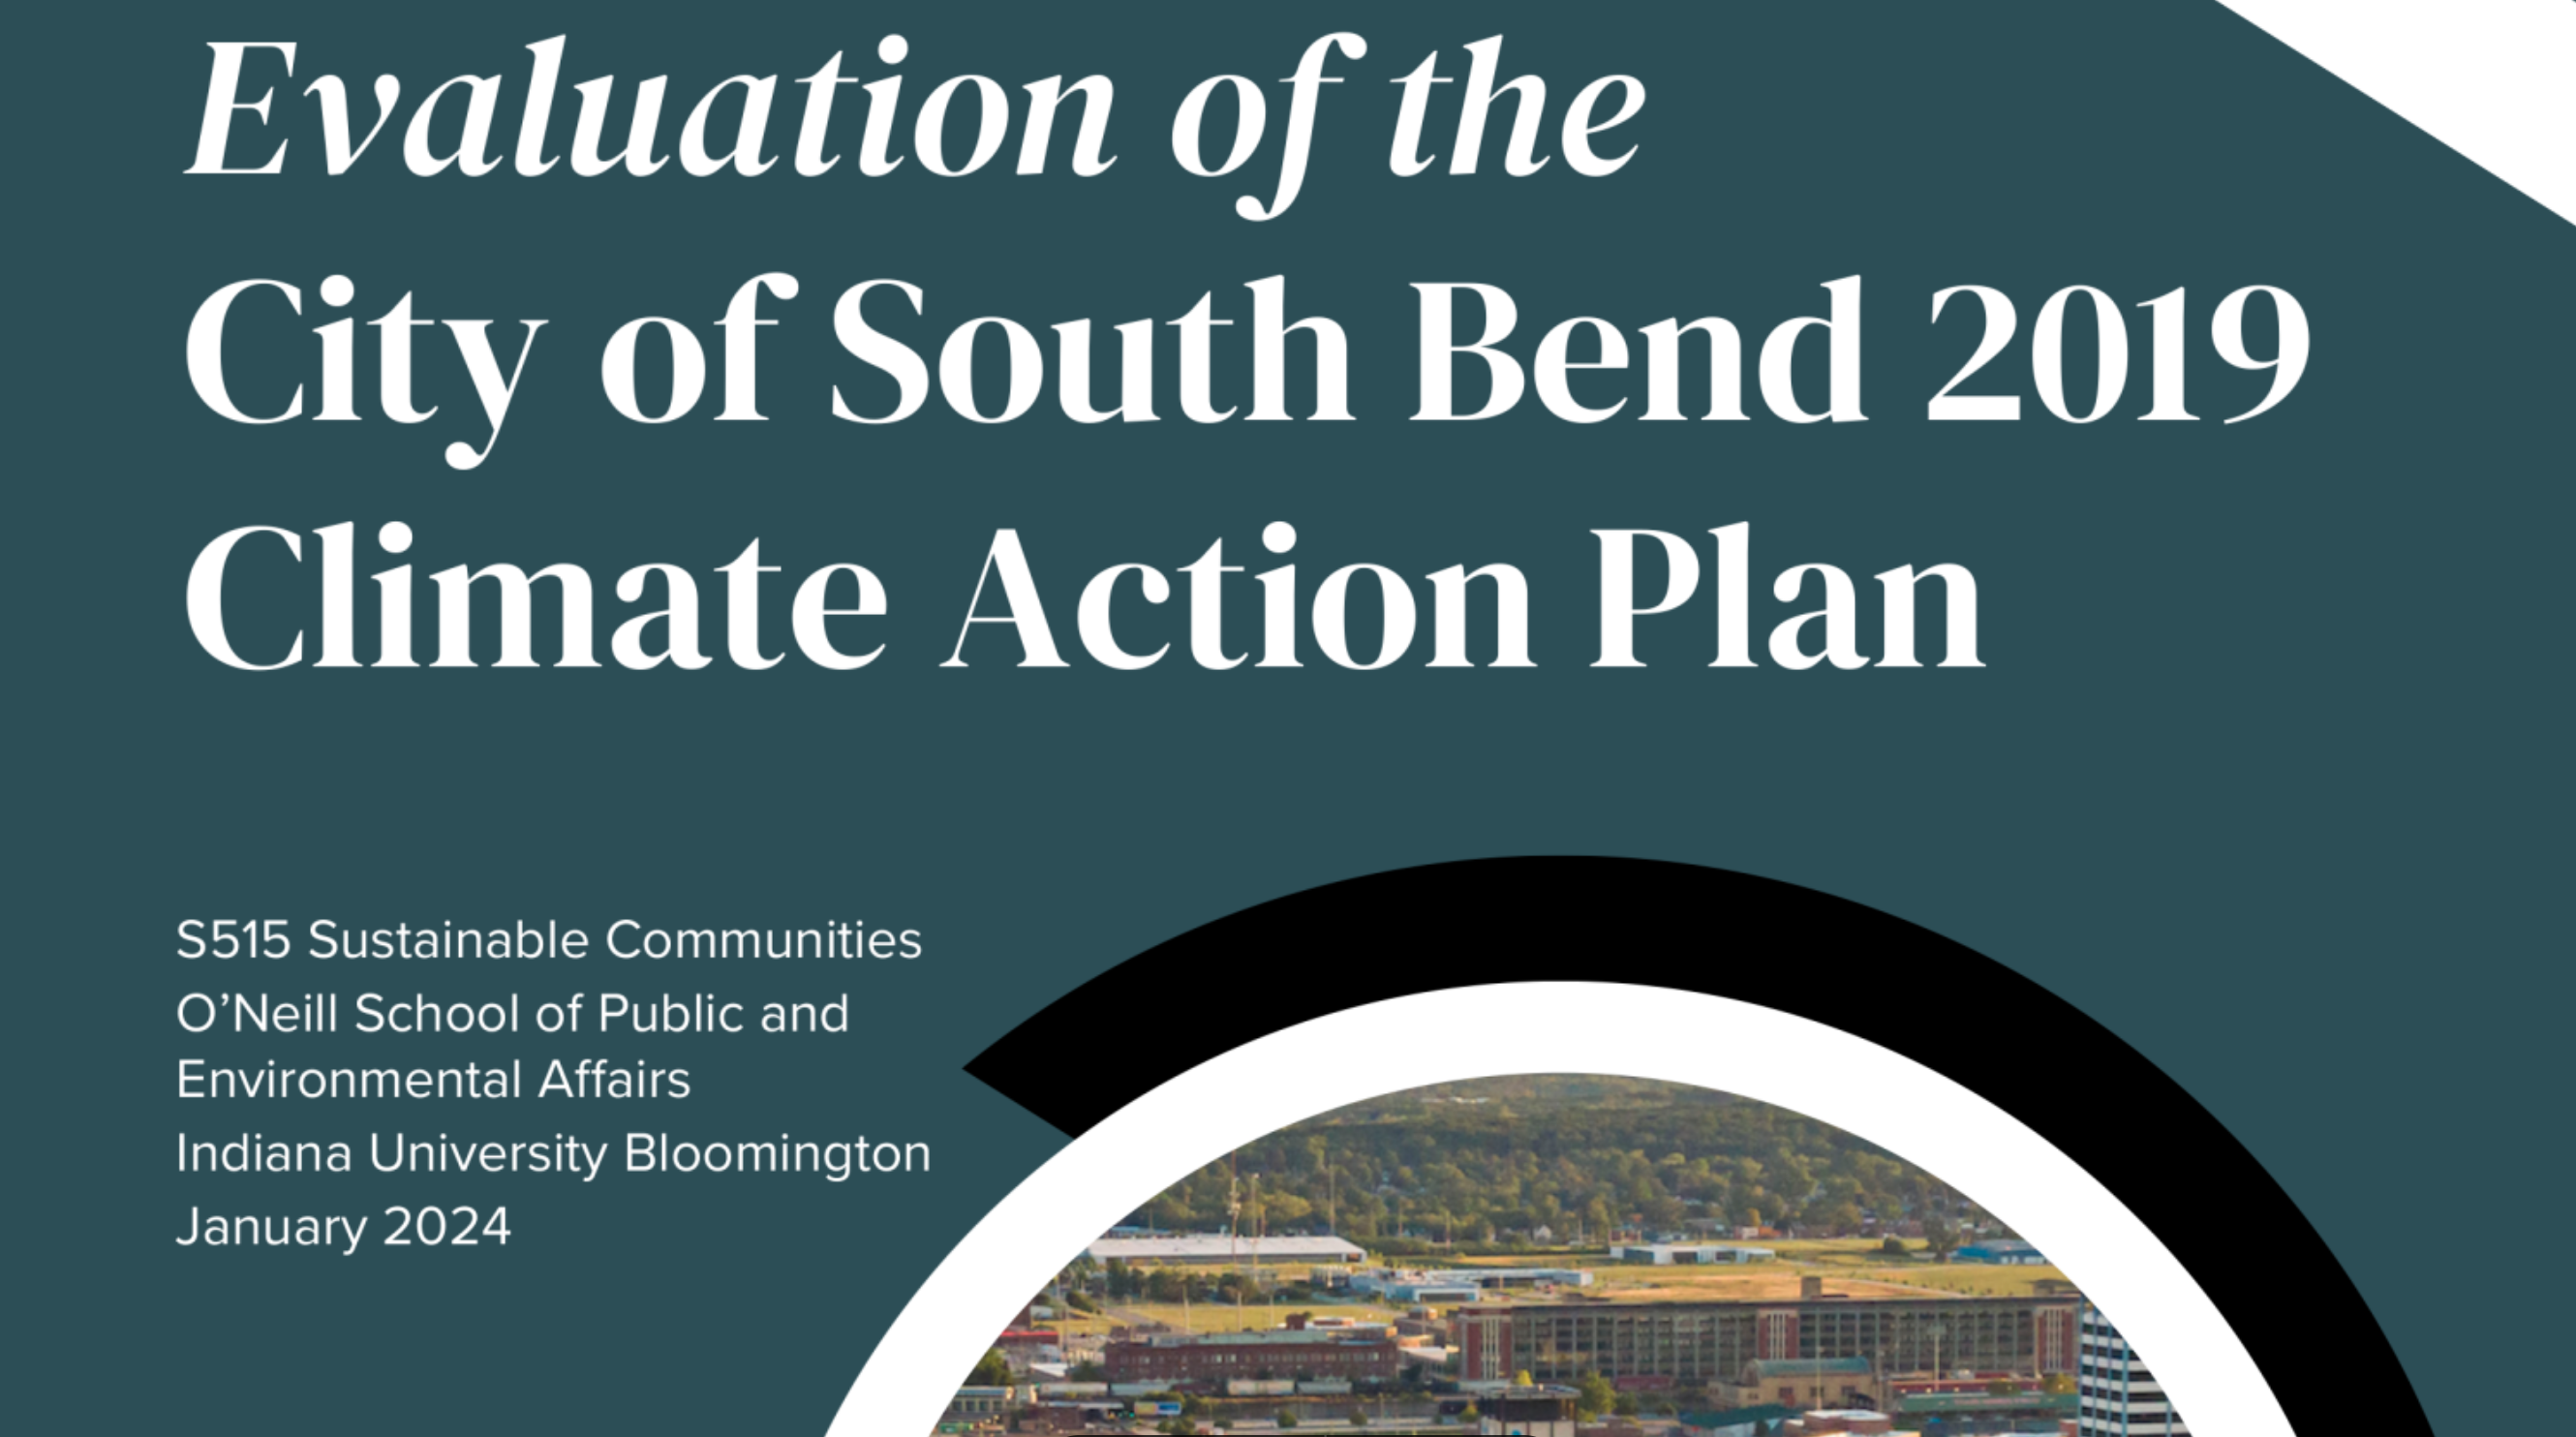 Evaluation of the
City of South Bend 2019
Climate Action Plan
S515 Sustainable Communities
O’Neill School of Public and
Environmental Affairs
Indiana University Bloomington
January 2024